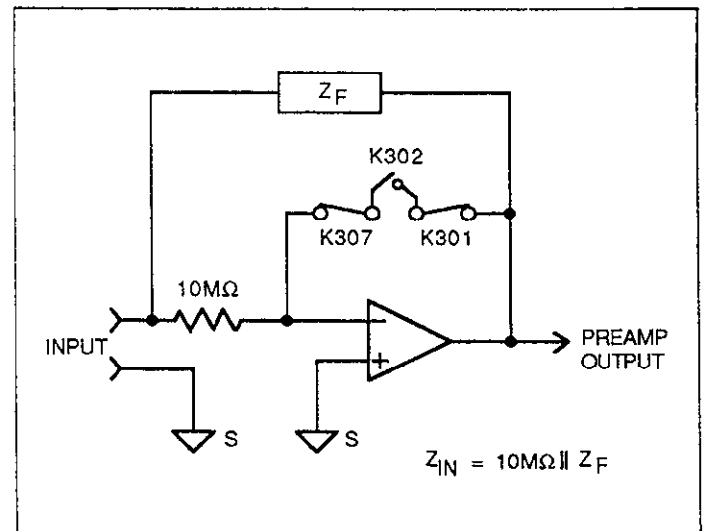 Z_F
K302
K307 K301
10MΩ
INPUT
PREAMP
OUTPUT
S S
Z_IN = 10MΩ || Z_F